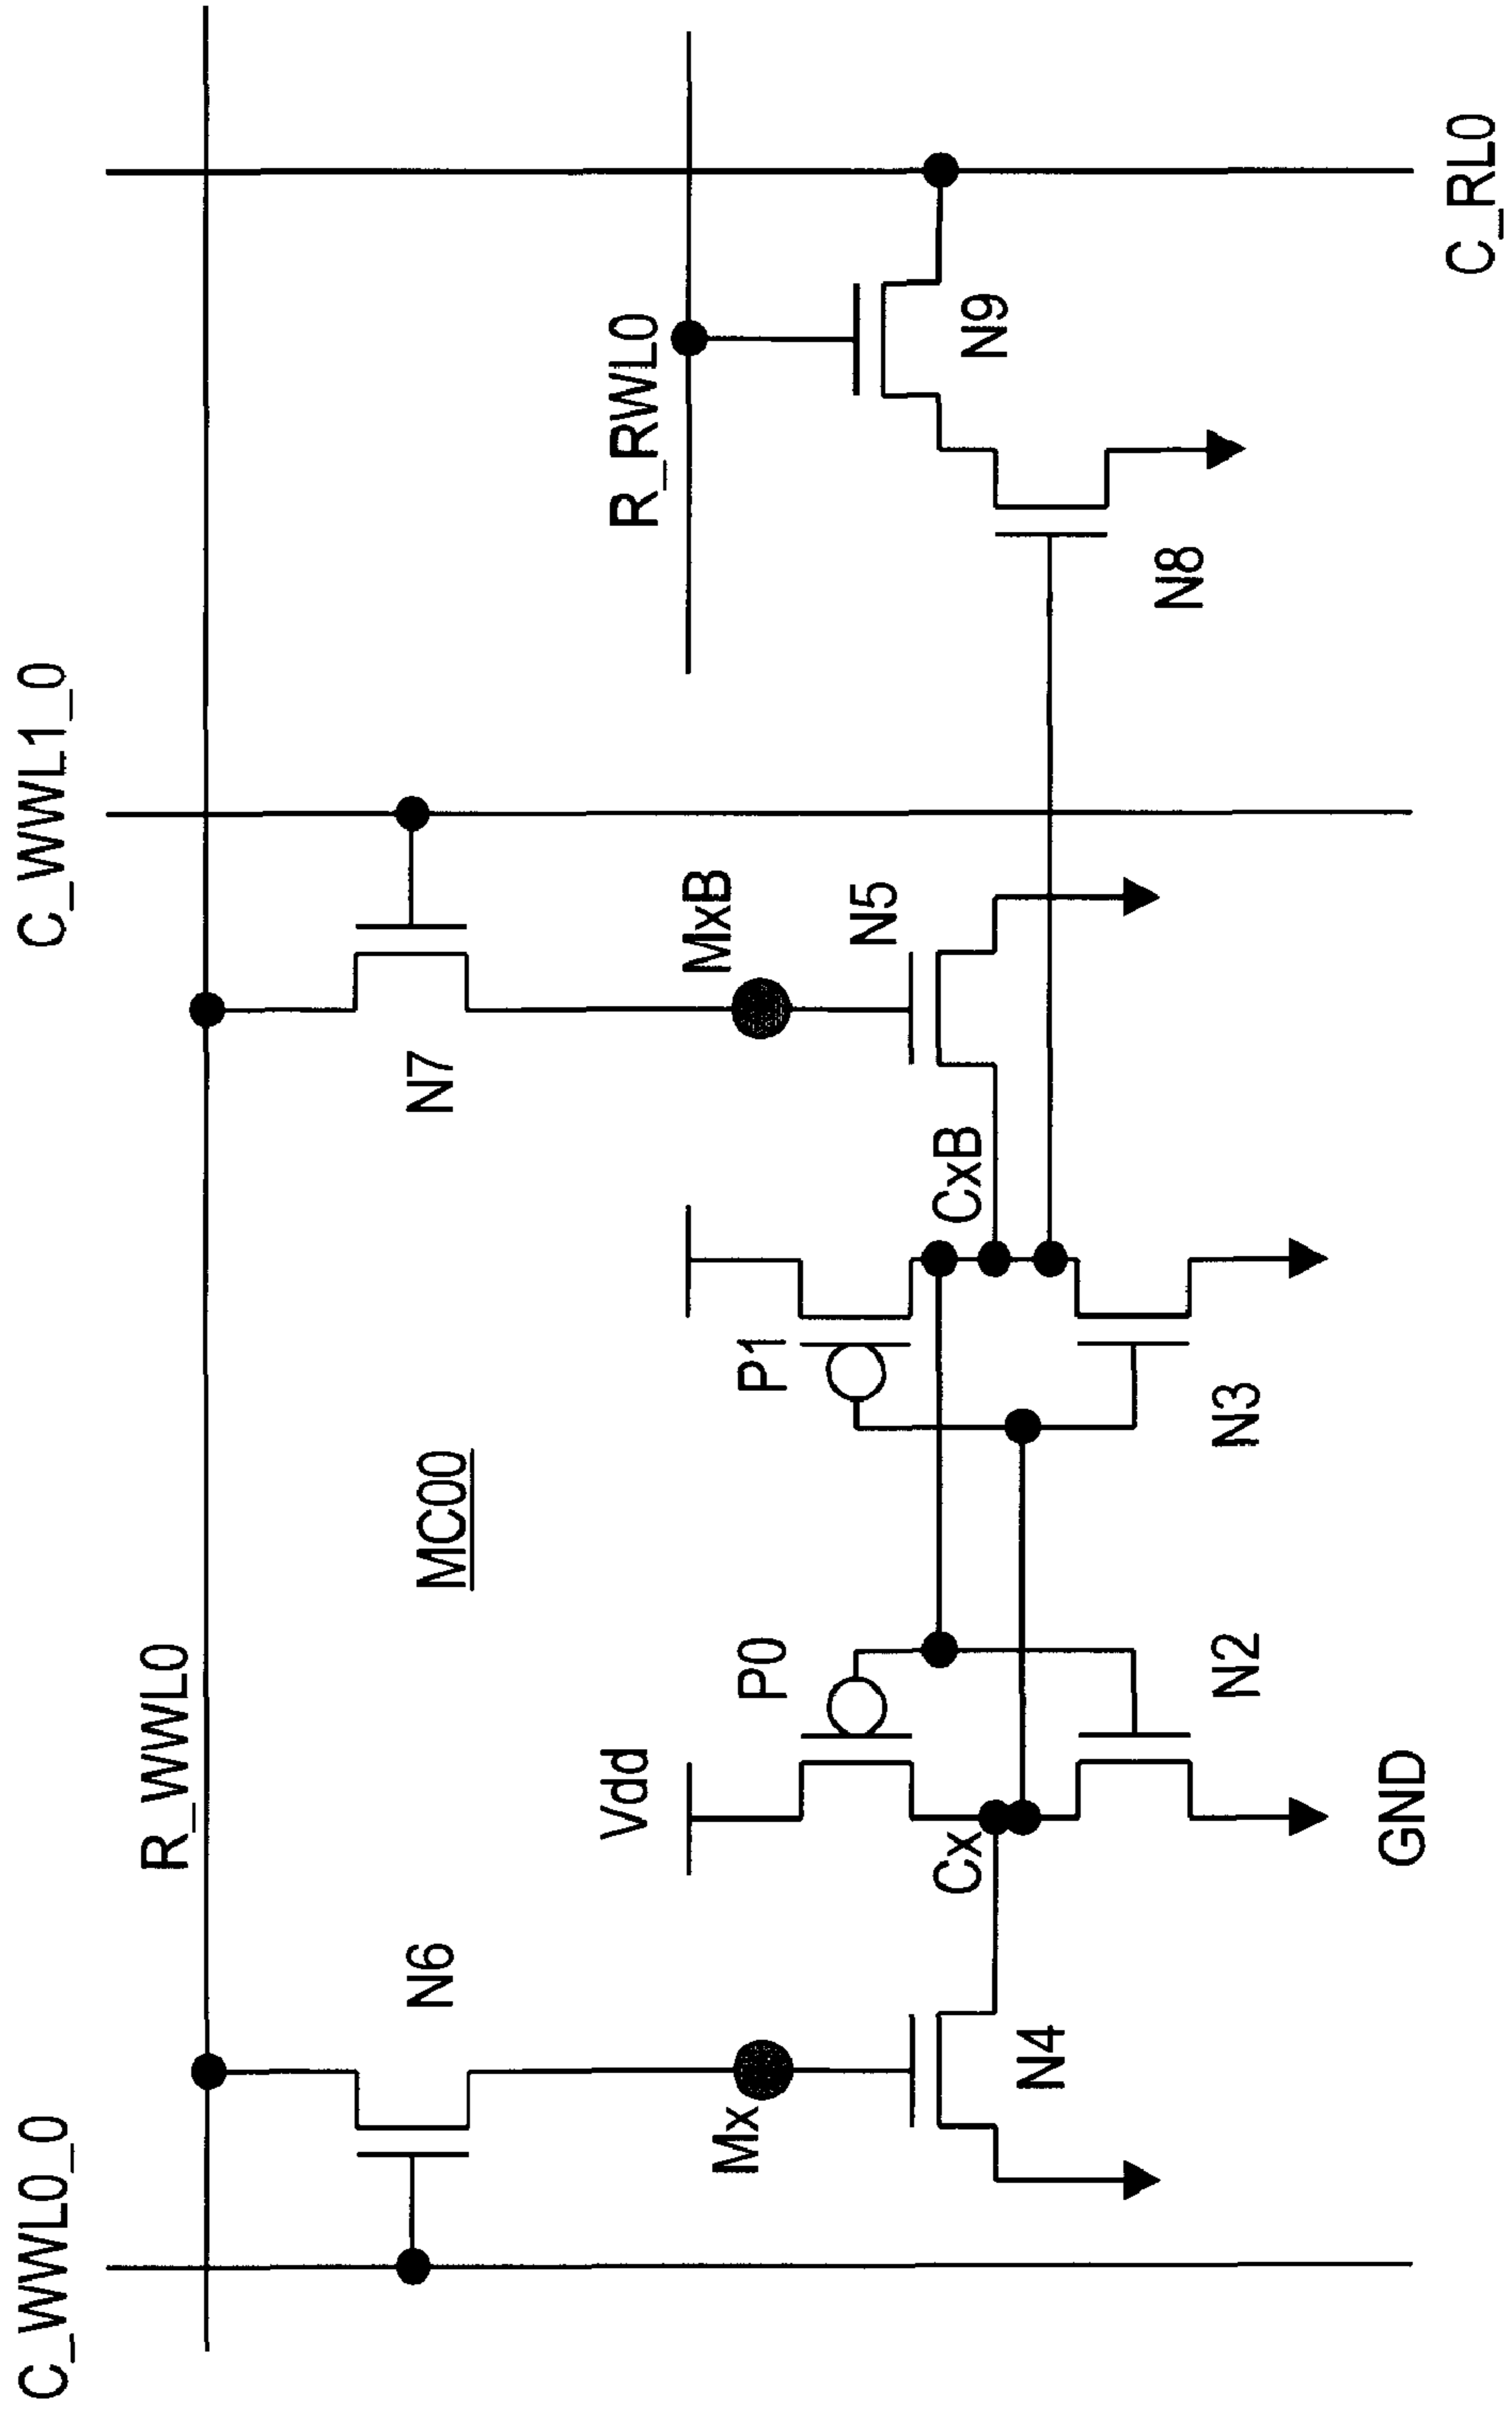 C_WWL0_0
C_WWL1_0
R_WWL0
N6
MC00
N7
R_RWL0
Mx
Vdd
P0
P1
MxB
N4
Cx
N2
N3
CxB
N5
N8
N9
GND
C_RL0